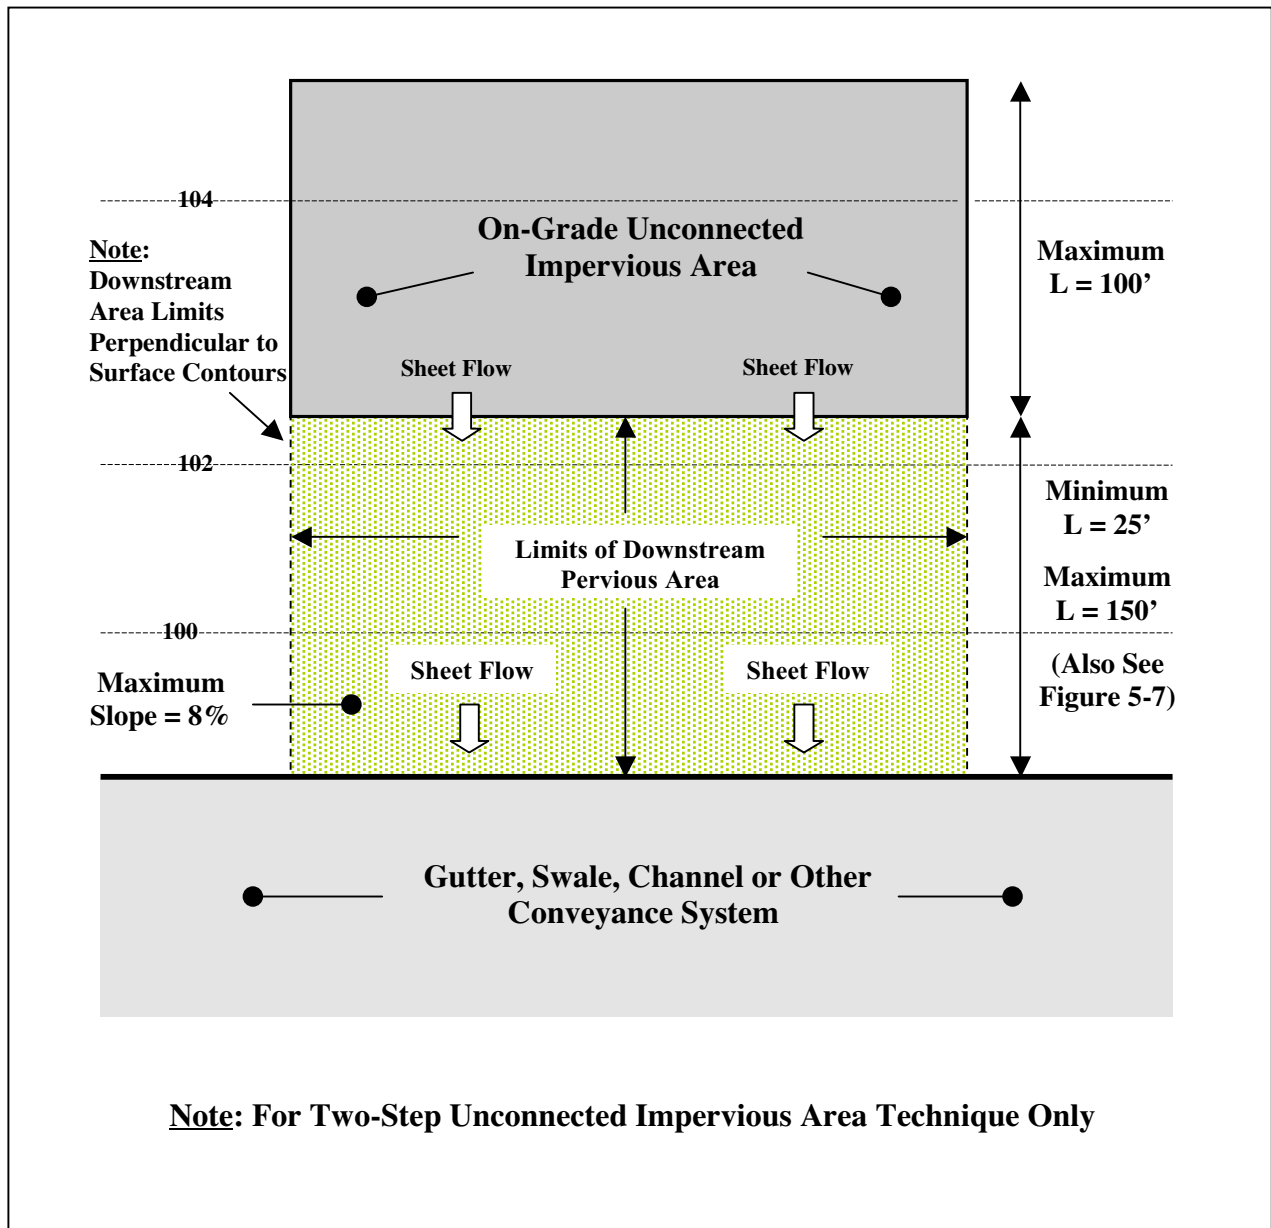 104
On-Grade Unconnected
Impervious Area
Note:
Downstream
Area Limits
Perpendicular to
Surface Contours
Maximum
L = 100’
Sheet Flow
Sheet Flow
102
Minimum
L = 25’
Limits of Downstream
Pervious Area
Maximum
L = 150’
100
(Also See
Figure 5-7)
Sheet Flow
Sheet Flow
Maximum
Slope = 8%
Gutter, Swale, Channel or Other
Conveyance System
Note: For Two-Step Unconnected Impervious Area Technique Only